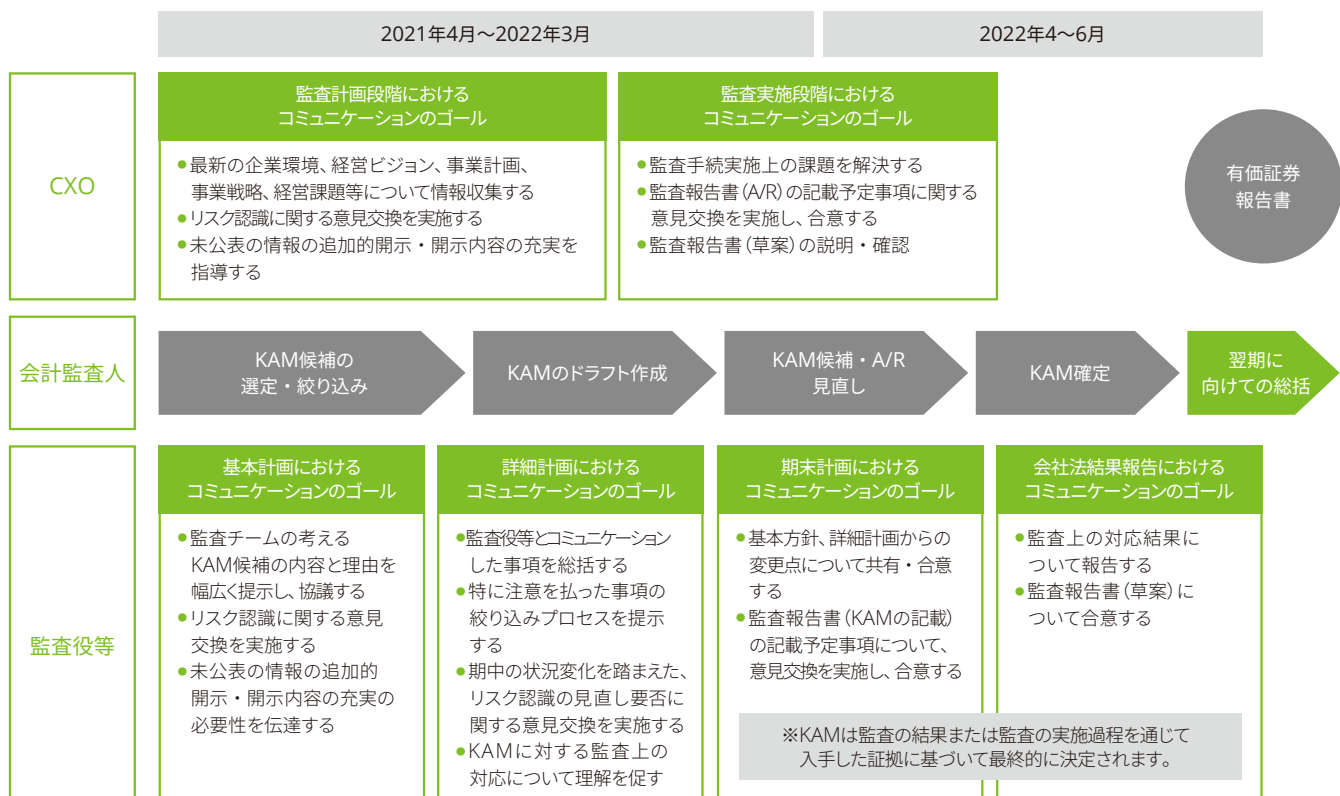 2021年4月～2022年3月
2022年4～6月
CXO
監査計画段階における
コミュニケーションのゴール
●最新の企業環境、経営ビジョン、事業計画、
事業戦略、経営課題等について情報収集する
●リスク認識に関する意見交換を実施する
●未公表の情報の追加的開示・開示内容の充実を
指導する
監査実施段階における
コミュニケーションのゴール
●監査手続実施上の課題を解決する
●監査報告書（A/R）の記載予定事項に関する
意見交換を実施し、合意する
●監査報告書（草案）の説明・確認
有価証券
報告書
会計監査人
KAM候補の
選定・絞り込み
KAMのドラフト作成
KAM候補・A/R
見直し
KAM確定
翌期に
向けての総括
監査役等
基本計画における
コミュニケーションのゴール
●監査チームの考える
KAM候補の内容と理由を
幅広く提示し、協議する
●リスク認識に関する意見
交換を実施する
●未公表の情報の追加的
開示・開示内容の充実の
必要性を伝達する
詳細計画における
コミュニケーションのゴール
●監査役等とコミュニケーション
した事項を総括する
●特に注意を払った事項の
絞り込みプロセスを提示
する
●期中の状況変化を踏まえた、
リスク認識の見直し要否に
関する意見交換を実施する
●KAMに対する監査上の
対応について理解を促す
期末計画における
コミュニケーションのゴール
●基本方針、詳細計画からの
変更点について共有・合意
する
●監査報告書（KAMの記載）
の記載予定事項について、
意見交換を実施し、合意する
会社法結果報告における
コミュニケーションのゴール
●監査上の対応結果に
ついて報告する
●監査報告書（草案）に
ついて合意する
※KAMは監査の結果または監査の実施過程を通じて
入手した証拠に基づいて最終的に決定されます。